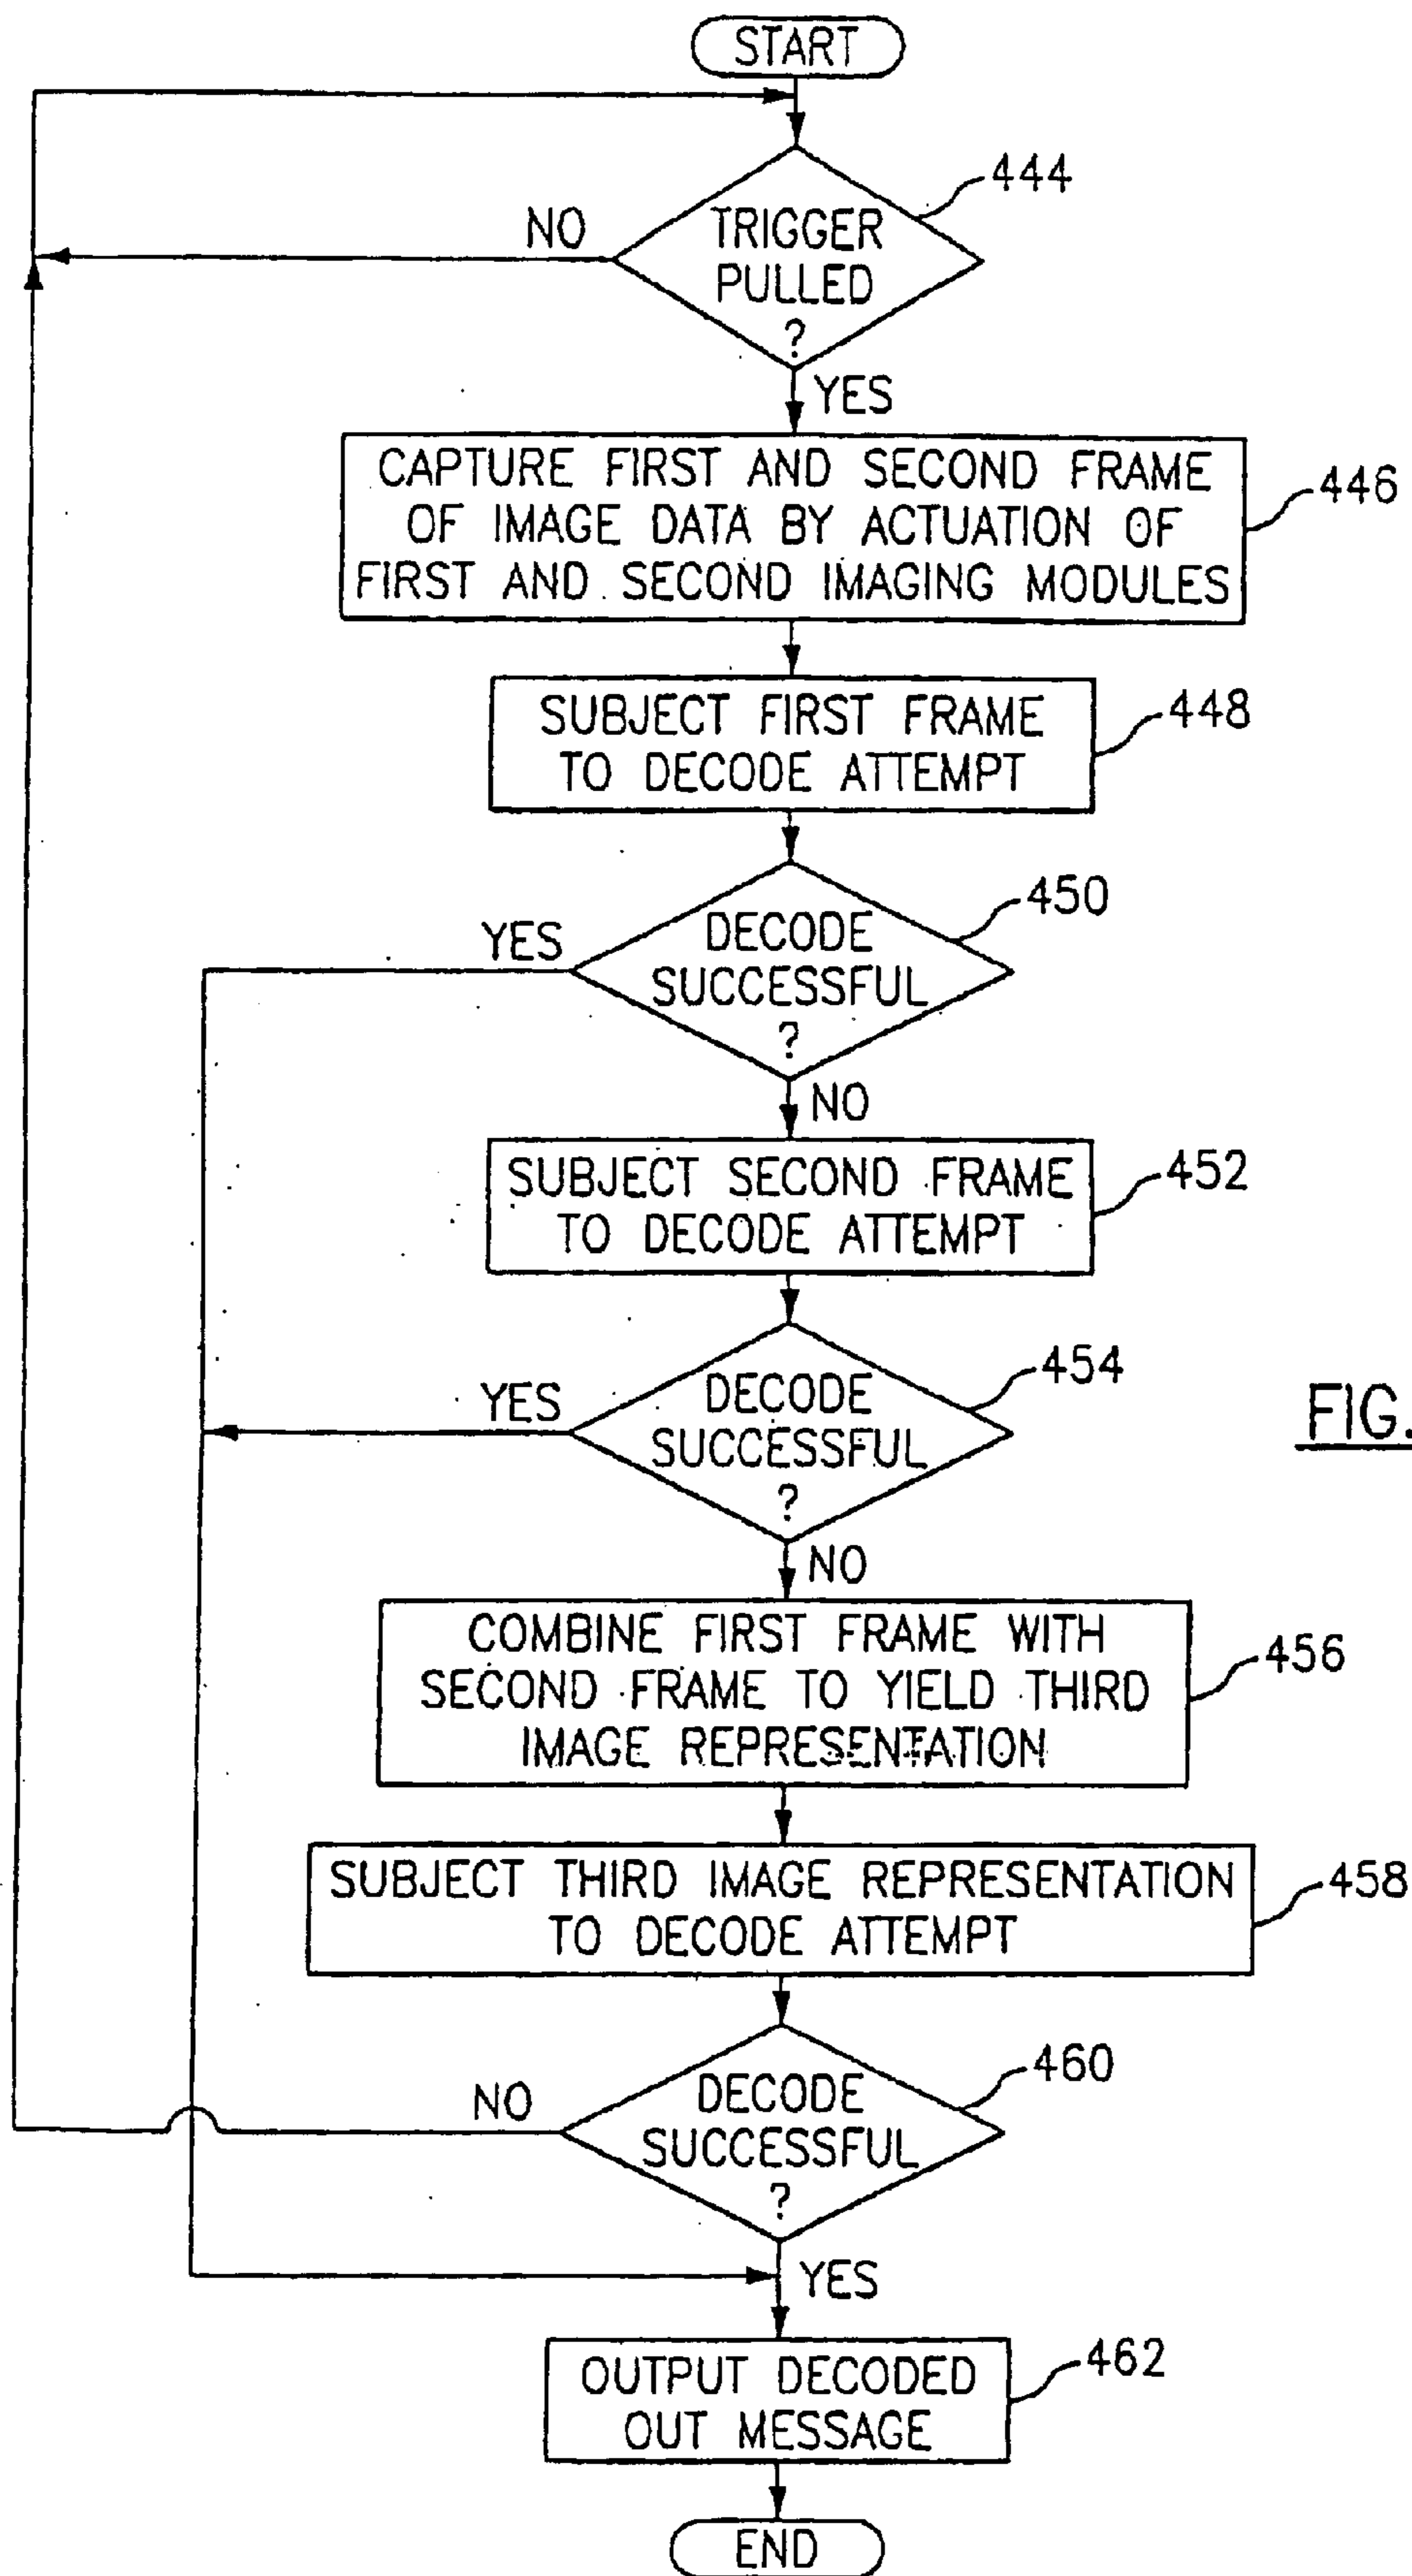 START
444
NO
TRIGGER
PULLED
?
YES
CAPTURE FIRST AND SECOND FRAME
OF IMAGE DATA BY ACTUATION OF
FIRST AND SECOND IMAGING MODULES
446
SUBJECT FIRST FRAME
TO DECODE ATTEMPT
448
450
YES
DECODE
SUCCESSFUL
?
NO
SUBJECT SECOND FRAME
TO DECODE ATTEMPT
452
454
YES
DECODE
SUCCESSFUL
?
FIG.
NO
COMBINE FIRST FRAME WITH
SECOND FRAME TO YIELD THIRD
IMAGE REPRESENTATION
456
SUBJECT THIRD IMAGE REPRESENTATION
TO DECODE ATTEMPT
458
460
NO
DECODE
SUCCESSFUL
?
YES
OUTPUT DECODED
OUT MESSAGE
462
END